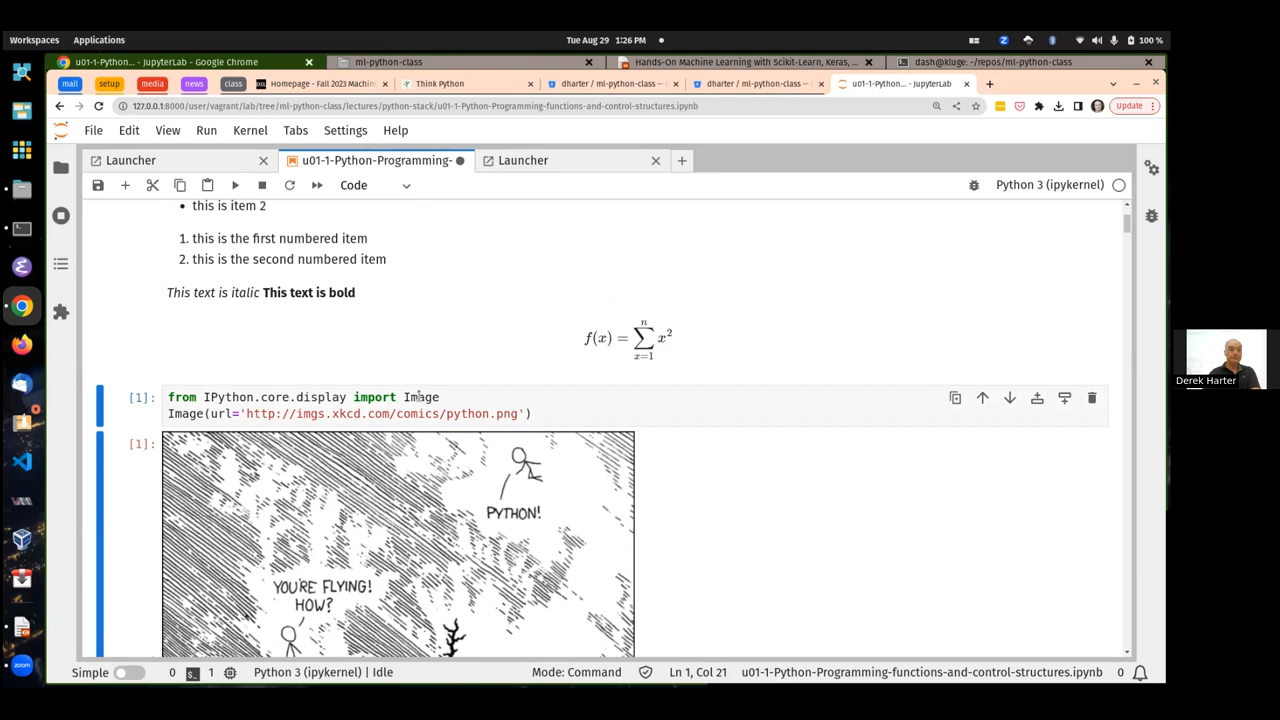 Workspaces Applications Tue Aug 29 1:26 PM 100 %
u01-1-Python... - JupyterLab - Google Chrome ml-python-class Hands-On Machine Learning with Scikit-Learn, Keras, ... dash@kluge: ~/repos/ml-python-class
mail setup media news class Homepage - Fall 2023 Machin Think Python dharter / ml-python-class — dharter / ml-python-class — u01-1-Python... - JupyterLab
127.0.0.1:8000/user/vagrant/lab/tree/ml-python-class/lectures/python-stack/u01-1-Python-Programming-functions-and-control-structures.ipynb Update
File Edit View Run Kernel Tabs Settings Help
Launcher u01-1-Python-Programming- Launcher
Code Python 3 (ipykernel)
• this is item 2
1. this is the first numbered item
2. this is the second numbered item
This text is italic This text is bold
f(x) = ∑_{x=1}^{n} x²
[1]: from IPython.core.display import Image
Image(url='http://imgs.xkcd.com/comics/python.png')
[1]:
PYTHON!
YOU'RE FLYING!
HOW?
Derek Harter
Simple 0 1 Python 3 (ipykernel) | Idle Mode: Command Ln 1, Col 21 u01-1-Python-Programming-functions-and-control-structures.ipynb 0
zoom